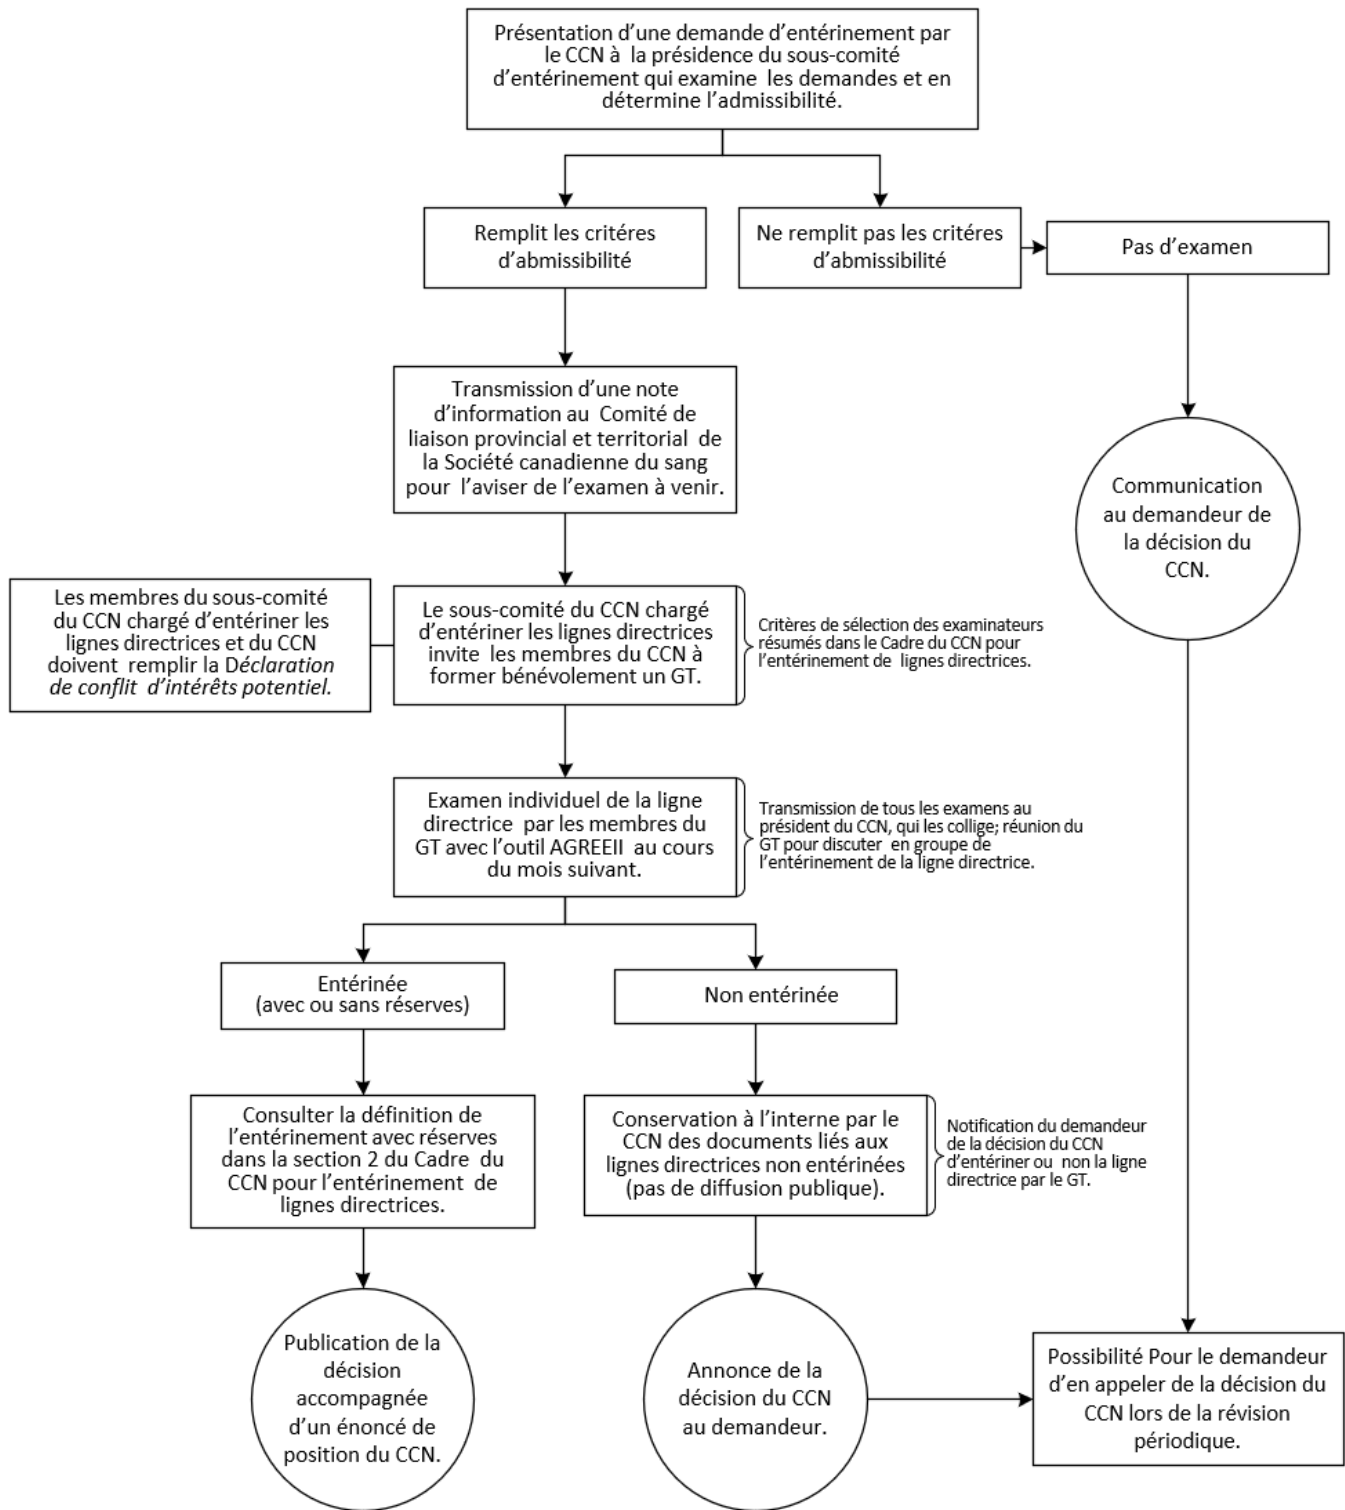 Présentation d’une demande d’entérinement par
le CCN à la présidence du sous-comité
d’entérinement qui examine les demandes et en
détermine l’admissibilité.
Remplit les critéres
d’abmissibilité
Ne remplit pas les critéres
d’abmissibilité
Pas d’examen
Transmission d’une note
d’information au Comité de
liaison provincial et territorial de
la Société canadienne du sang
pour l’aviser de l’examen à venir.
Communication
au demandeur de
la décision du
CCN.
Les membres du sous-comité
du CCN chargé d’entériner les
lignes directrices et du CCN
doivent remplir la Déclaration
de conflit d’intérêts potentiel.
Le sous-comité du CCN chargé
d’entériner les lignes directrices
invite les membres du CCN à
former bénévolement un GT.
Critères de sélection des examinateurs
résumés dans le Cadre du CCN pour
l’entérinement de lignes directrices.
Examen individuel de la ligne
directrice par les membres du
GT avec l’outil AGREEII au cours
du mois suivant.
Transmission de tous les examens au
président du CCN, qui les collige; réunion du
GT pour discuter en groupe de
l’entérinement de la ligne directrice.
Entérinée
(avec ou sans réserves)
Non entérinée
Consulter la définition de
l’entérinement avec réserves
dans la section 2 du Cadre du
CCN pour l’entérinement de
lignes directrices.
Conservation à l’interne par le
CCN des documents liés aux
lignes directrices non entérinées
(pas de diffusion publique).
Notification du demandeur
de la décision du CCN
d’entériner ou non la ligne
directrice par le GT.
Publication de la
décision
accompagnée
d’un énoncé de
position du CCN.
Annonce de la
décision du CCN
au demandeur.
Possibilité Pour le demandeur
d’en appeler de la décision du
CCN lors de la révision
périodique.